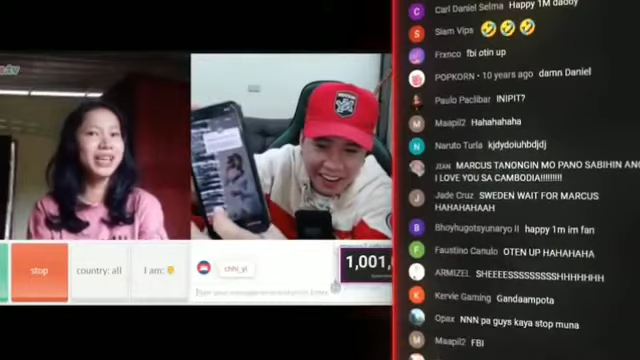 Carl Daniel Selma Happy 1M daddy
Siam Vips 🤣🤣🤣
Frxnco fbi otin up
POPKORN • 10 years ago damn Daniel
Paulo Paclibar INIPIT?
Maapil2 Hahahahaha
Naruto Turla kjdydoiuhbdjdj
MARCUS TANONGIN MO PANO SABIHIN ANG
I LOVE YOU SA CAMBODIA!!!!!!!!!
Jade Cruz SWEDEN WAIT FOR MARCUS
HAHAHAHAAH
Bhoyhugotsyunaryo II happy 1m im fan
Faustino Canulo OTEN UP HAHAHAHA
ARMIZEL SHEEEESSSSSSSSHHHHHHHH
Kervie Gaming Gandaampota
Opax NNN pa guys kaya stop muna
Maapil2 FBI
stop
country: all
I am:
chhi_yi
1,001,